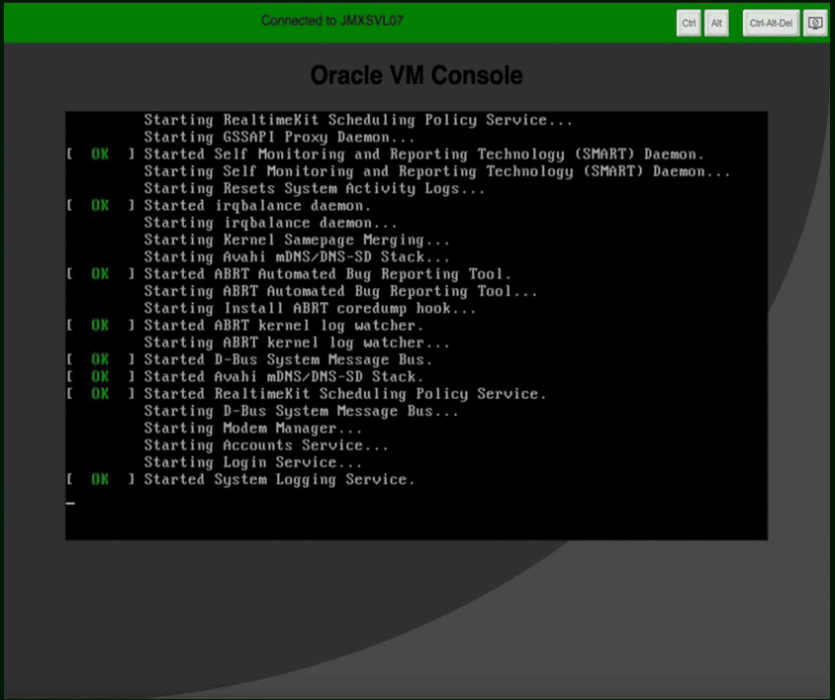 Connected to JMXSVL07
Ctrl Alt Ctrl-Alt-Del
Oracle VM Console
Starting RealtimeKit Scheduling Policy Service...
Starting GSSAPI Proxy Daemon...
[ OK ] Started Self Monitoring and Reporting Technology (SMART) Daemon.
Starting Self Monitoring and Reporting Technology (SMART) Daemon...
Starting Resets System Activity Logs...
[ OK ] Started irqbalance daemon.
Starting irqbalance daemon...
Starting Kernel Samepage Merging...
Starting Avahi mDNS/DNS-SD Stack...
[ OK ] Started ABRT Automated Bug Reporting Tool.
Starting ABRT Automated Bug Reporting Tool...
Starting Install ABRT coredump hook...
[ OK ] Started ABRT kernel log watcher.
Starting ABRT kernel log watcher...
[ OK ] Started D-Bus System Message Bus.
[ OK ] Started Avahi mDNS/DNS-SD Stack.
[ OK ] Started RealtimeKit Scheduling Policy Service.
Starting D-Bus System Message Bus...
Starting Modem Manager...
Starting Accounts Service...
Starting Login Service...
[ OK ] Started System Logging Service.